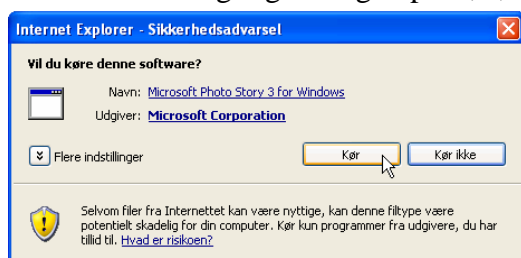 Internet Explorer - Sikkerhedsadvarsel
Vil du køre denne software?
Navn: Microsoft Photo Story 3 for Windows
Udgiver: Microsoft Corporation
Flere indstillinger
Kør
Kør ikke
Selvom filer fra Internettet kan være nyttige, kan denne filtype være
potentielt skadelig for din computer. Kør kun programmer fra udgivere, du har
tillid til. Hvad er risikoen?